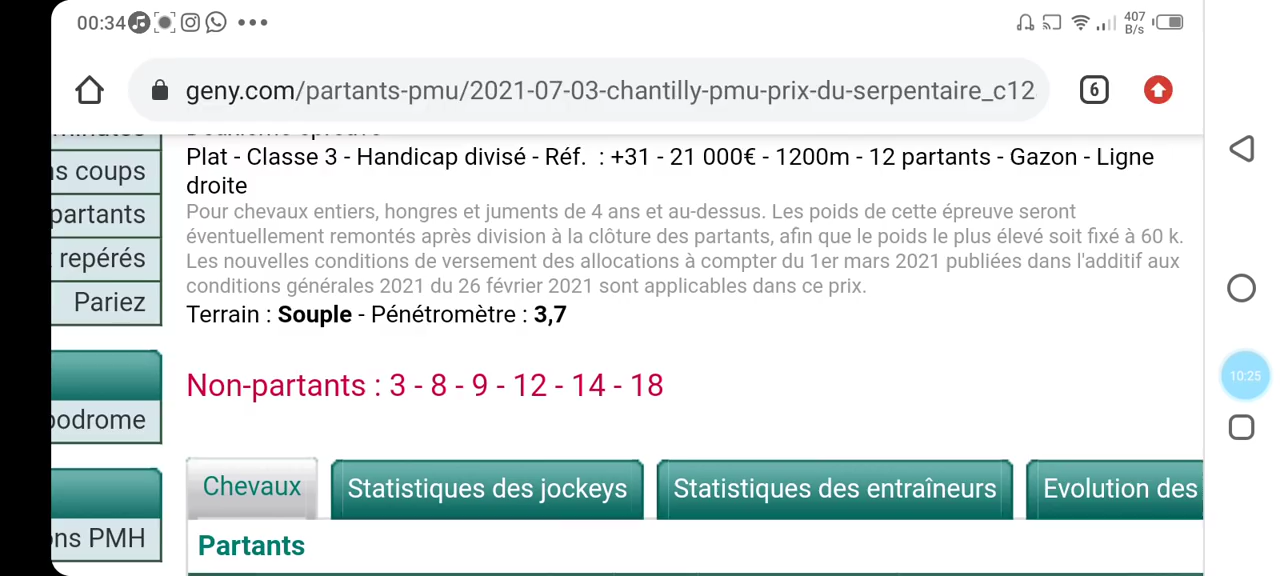 00:34
407
B/s
geny.com/partants-pmu/2021-07-03-chantilly-pmu-prix-du-serpentaire_c12
6
Plat - Classe 3 - Handicap divisé - Réf. : +31 - 21 000€ - 1200m - 12 partants - Gazon - Ligne
droite
Pour chevaux entiers, hongres et juments de 4 ans et au-dessus. Les poids de cette épreuve seront
éventuellement remontés après division à la clôture des partants, afin que le poids le plus élevé soit fixé à 60 k.
Les nouvelles conditions de versement des allocations à compter du 1er mars 2021 publiées dans l'additif aux
conditions générales 2021 du 26 février 2021 sont applicables dans ce prix.
Terrain : Souple - Pénétromètre : 3,7
Non-partants : 3 - 8 - 9 - 12 - 14 - 18
coups
partants
repérés
Pariez
podrome
ns PMH
10:25
Chevaux
Statistiques des jockeys
Statistiques des entraîneurs
Evolution des
Partants